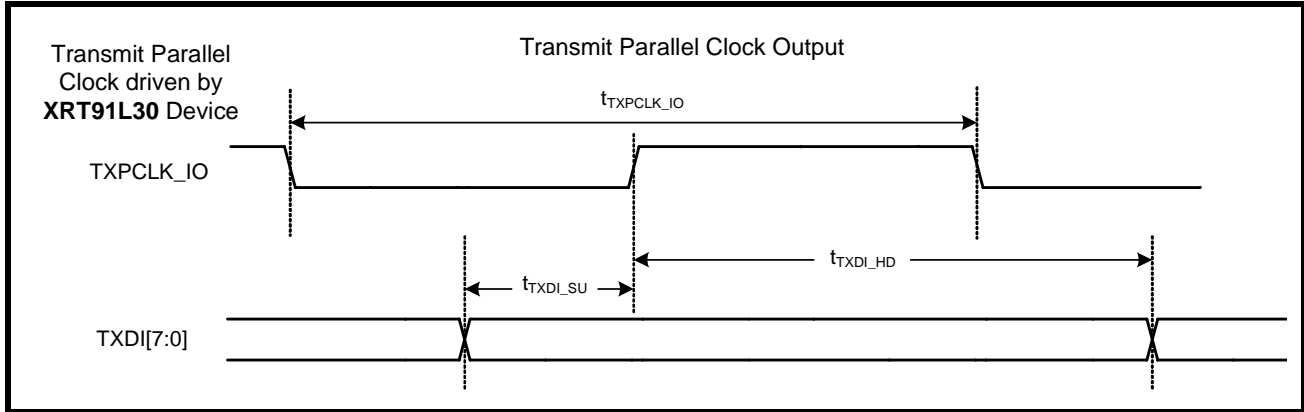 Transmit Parallel
Clock driven by
XRT91L30 Device
Transmit Parallel Clock Output
tTXPCLK_IO
TXPCLK_IO
tTXDI_HD
tTXDI_SU
TXDI[7:0]